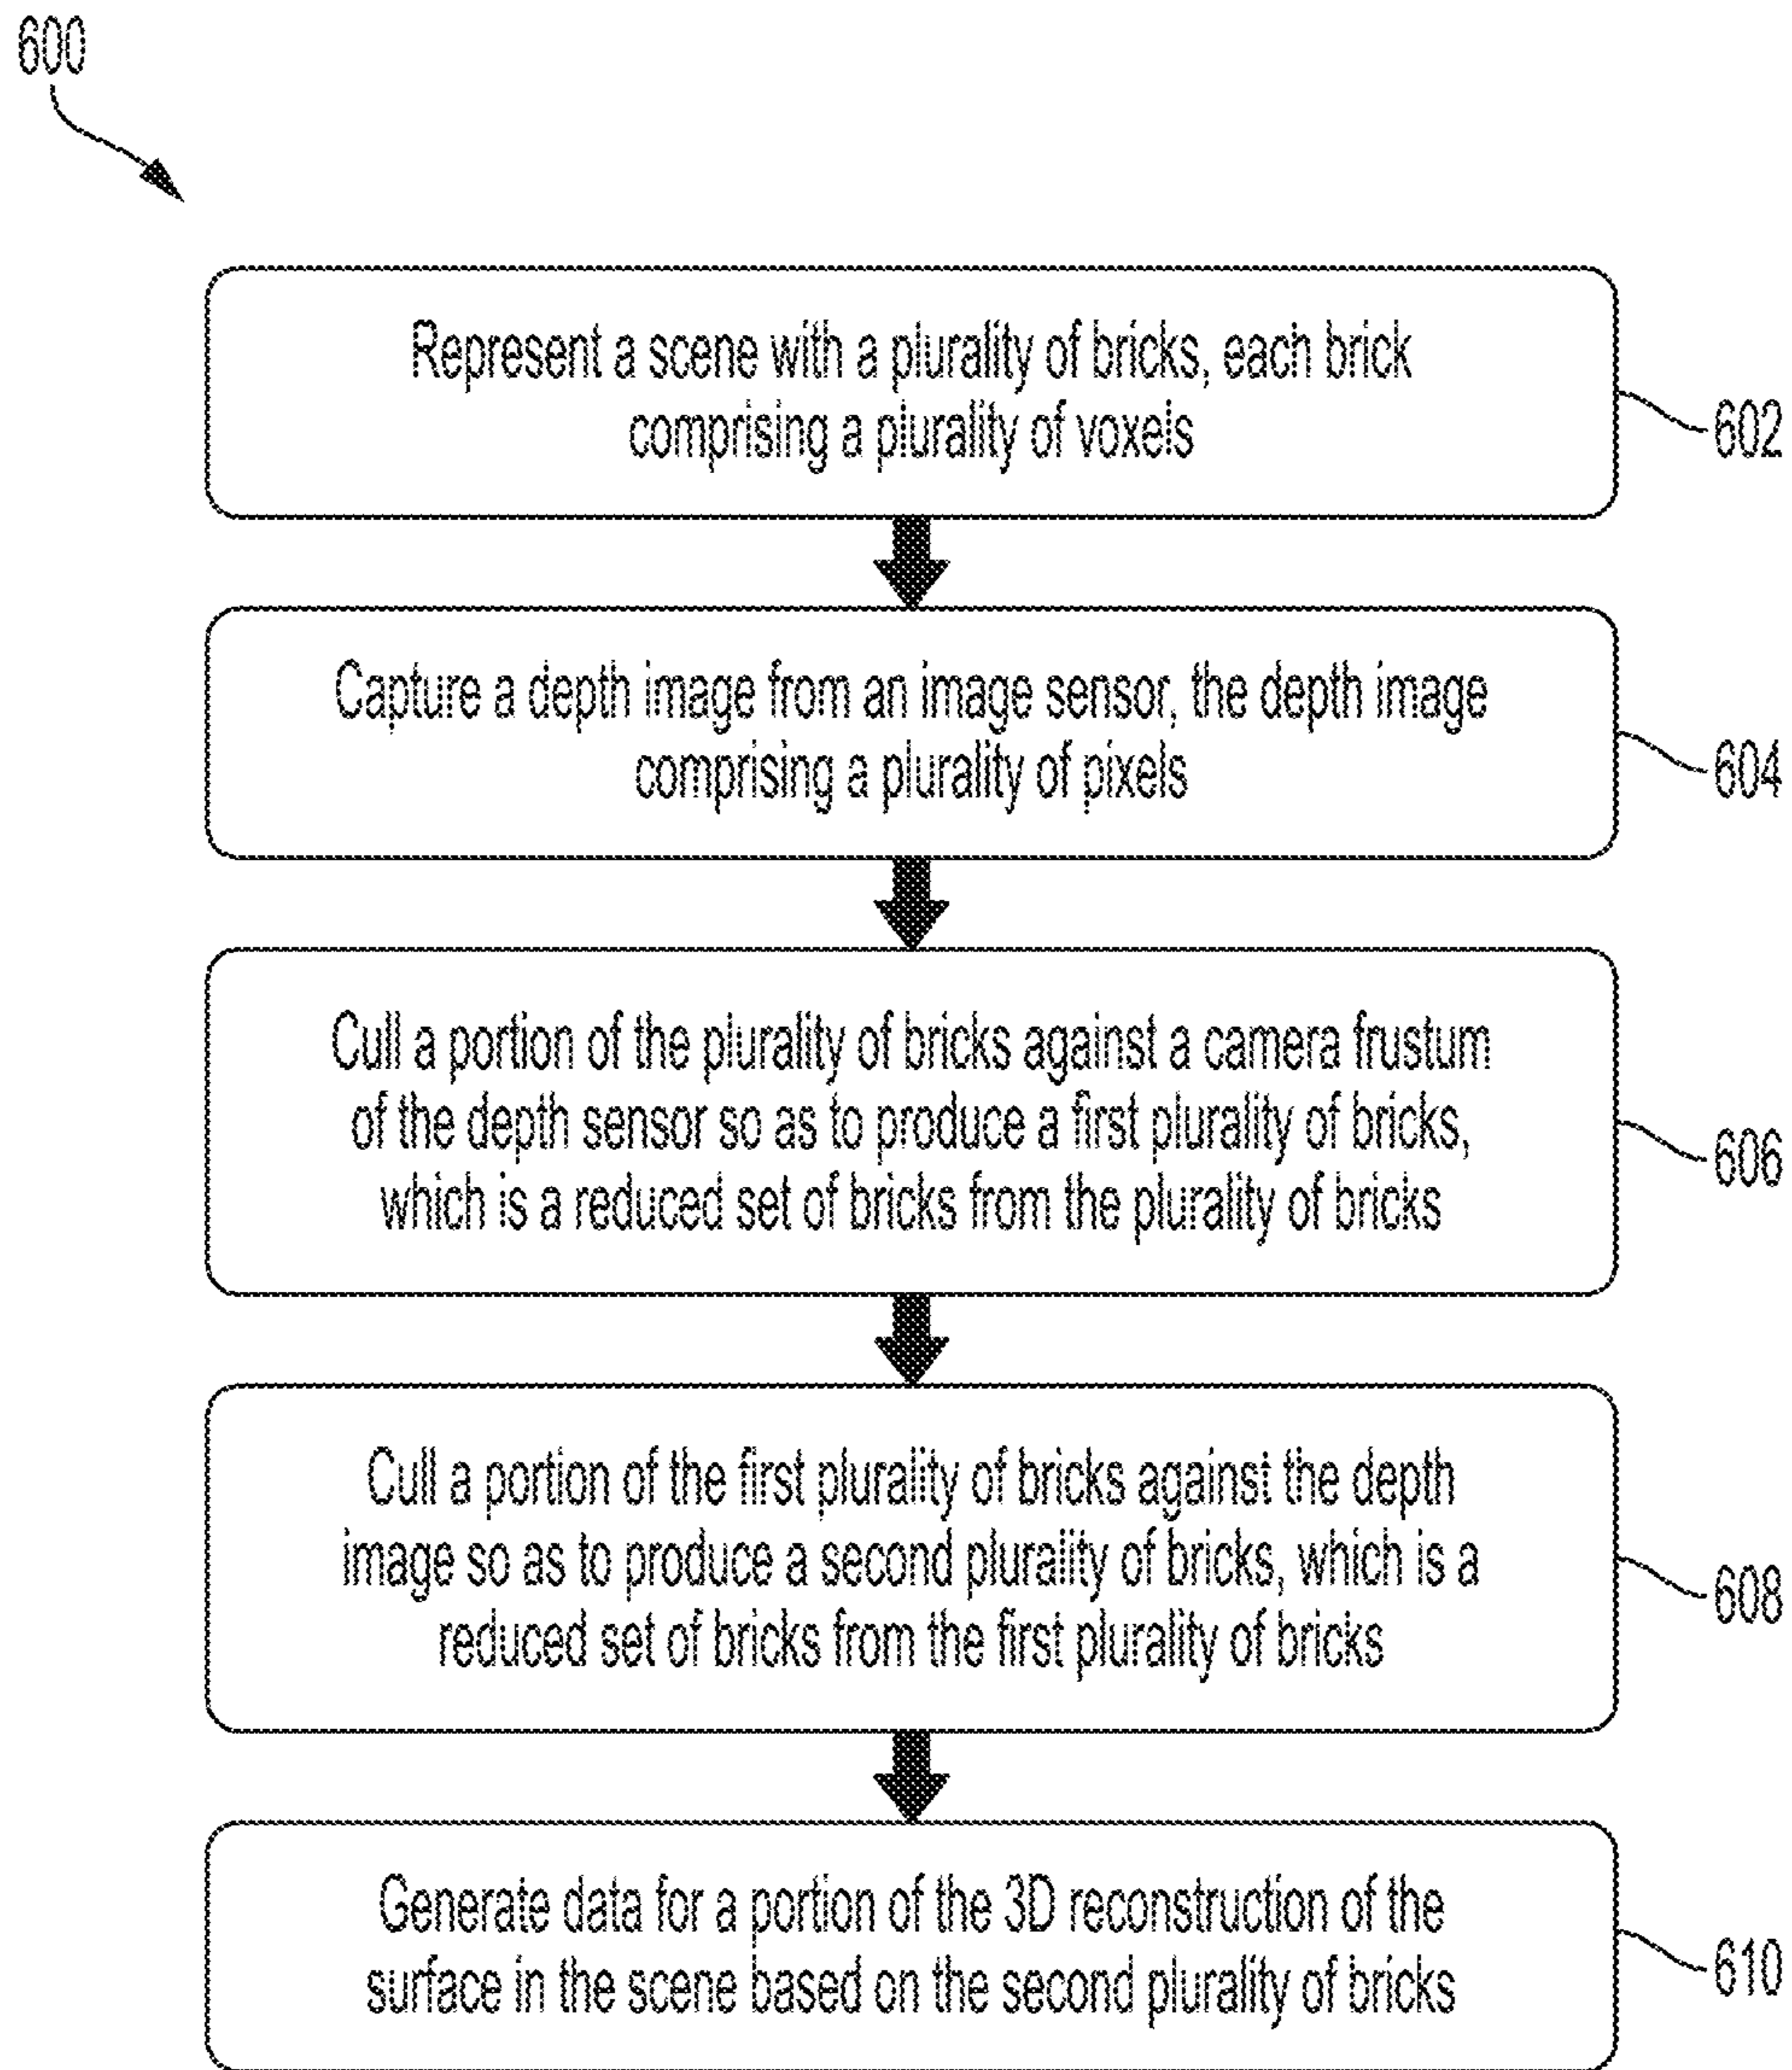 600
Represent a scene with a plurality of bricks, each brick
comprising a plurality of voxels
602
Capture a depth image from an image sensor, the depth image
comprising a plurality of pixels
604
Cull a portion of the plurality of bricks against a camera frustum
of the depth sensor so as to produce a first plurality of bricks,
which is a reduced set of bricks from the plurality of bricks
606
Cull a portion of the first plurality of bricks against the depth
image so as to produce a second plurality of bricks, which is a
reduced set of bricks from the first plurality of bricks
608
Generate data for a portion of the 3D reconstruction of the
surface in the scene based on the second plurality of bricks
610